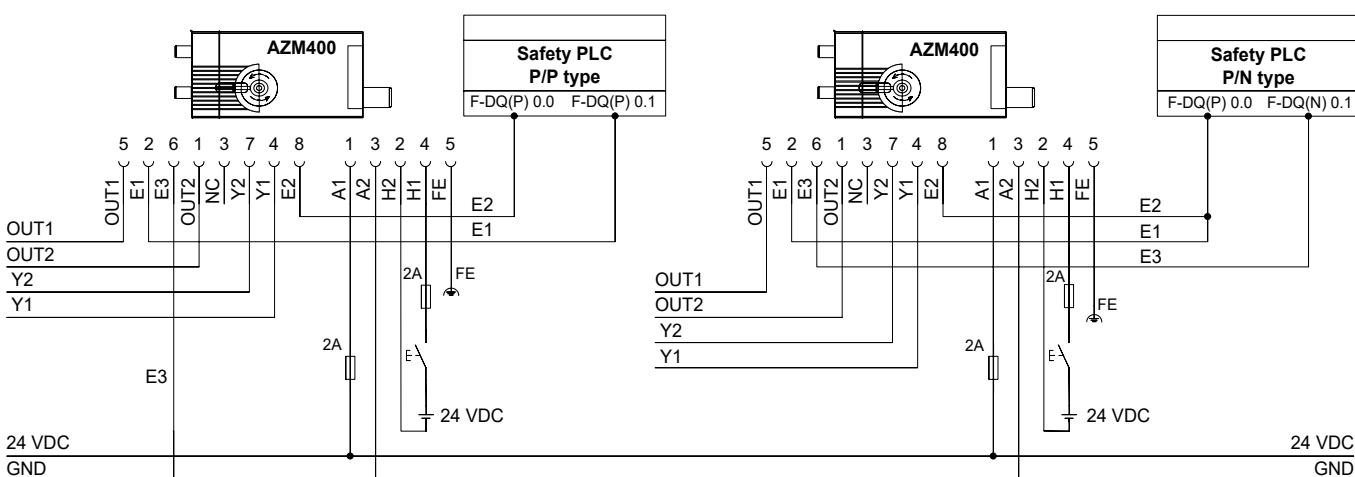 AZM400
Safety PLC
P/P type
F-DQ(P) 0.0 F-DQ(P) 0.1
5 2 6 1 3 7 4 8 1 3 2 4 5
OUT1 E1 E3 OUT2 NC Y2 Y1 E2 A1 A2 H2 H1 FE
E2
E1
OUT1
OUT2
Y2
Y1
2A
FE
2A
E3
24 VDC
AZM400
Safety PLC
P/N type
F-DQ(P) 0.0 F-DQ(N) 0.1
5 2 6 1 3 7 4 8 1 3 2 4 5
OUT1 E1 E3 OUT2 NC Y2 Y1 E2 A1 A2 H2 H1 FE
E2
E1
E3
OUT1
OUT2
Y2
Y1
2A
FE
2A
24 VDC
24 VDC 24 VDC
GND GND
E
E